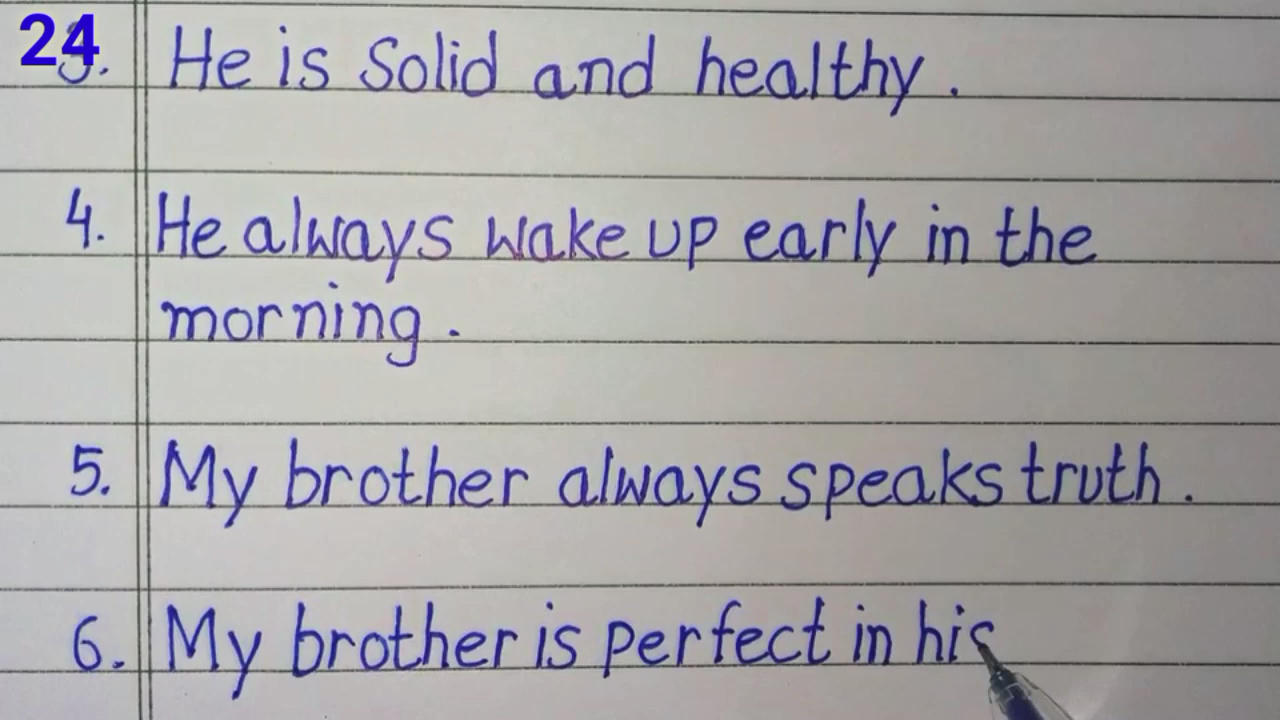 24
3. He is Solid and healthy.
4. He always wake up early in the
morning.
5. My brother always speaks truth.
6. My brother is perfect in his